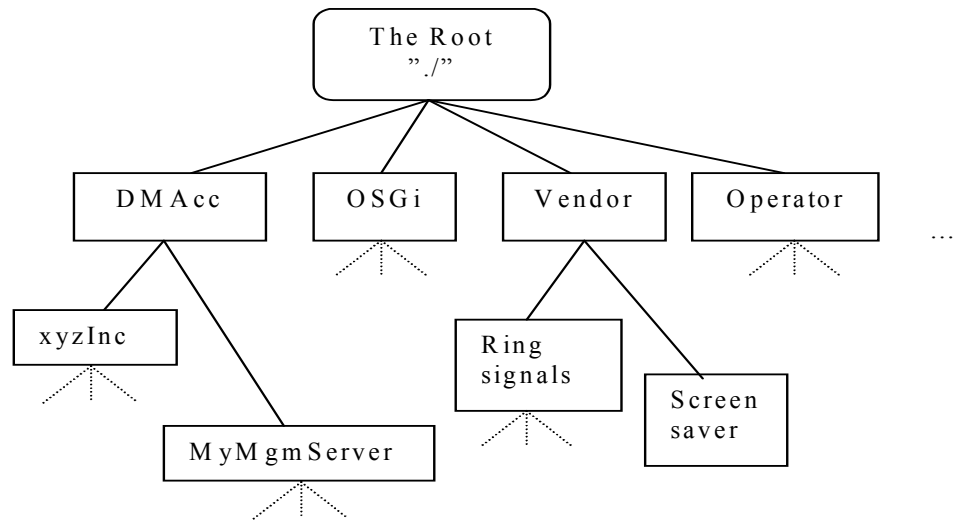 The Root
”./”
DMAcc
OSGi
Vendor
Operator
...
xyzInc
Ring
signals
Screen
saver
MyMgmServer